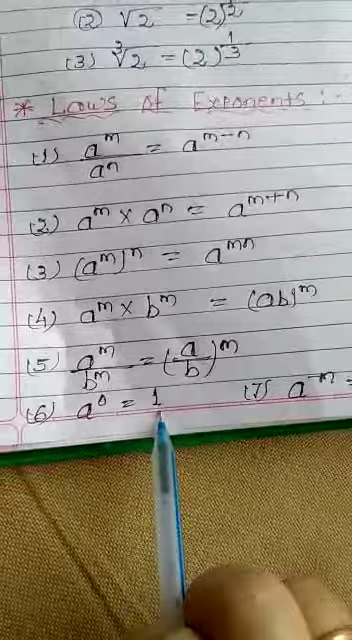 (2) √2 = (2)^1/2
(3) ∛2 = (2)^1/3
* Laws of Exponents :-
(1) a^m / a^n = a^m-n
(2) a^m × a^n = a^m+n
(3) (a^m)^n = a^mn
(4) a^m × b^m = (ab)^m
(5) a^m / b^m = (a/b)^m
(6) a^0 = 1 (7) a^-m =